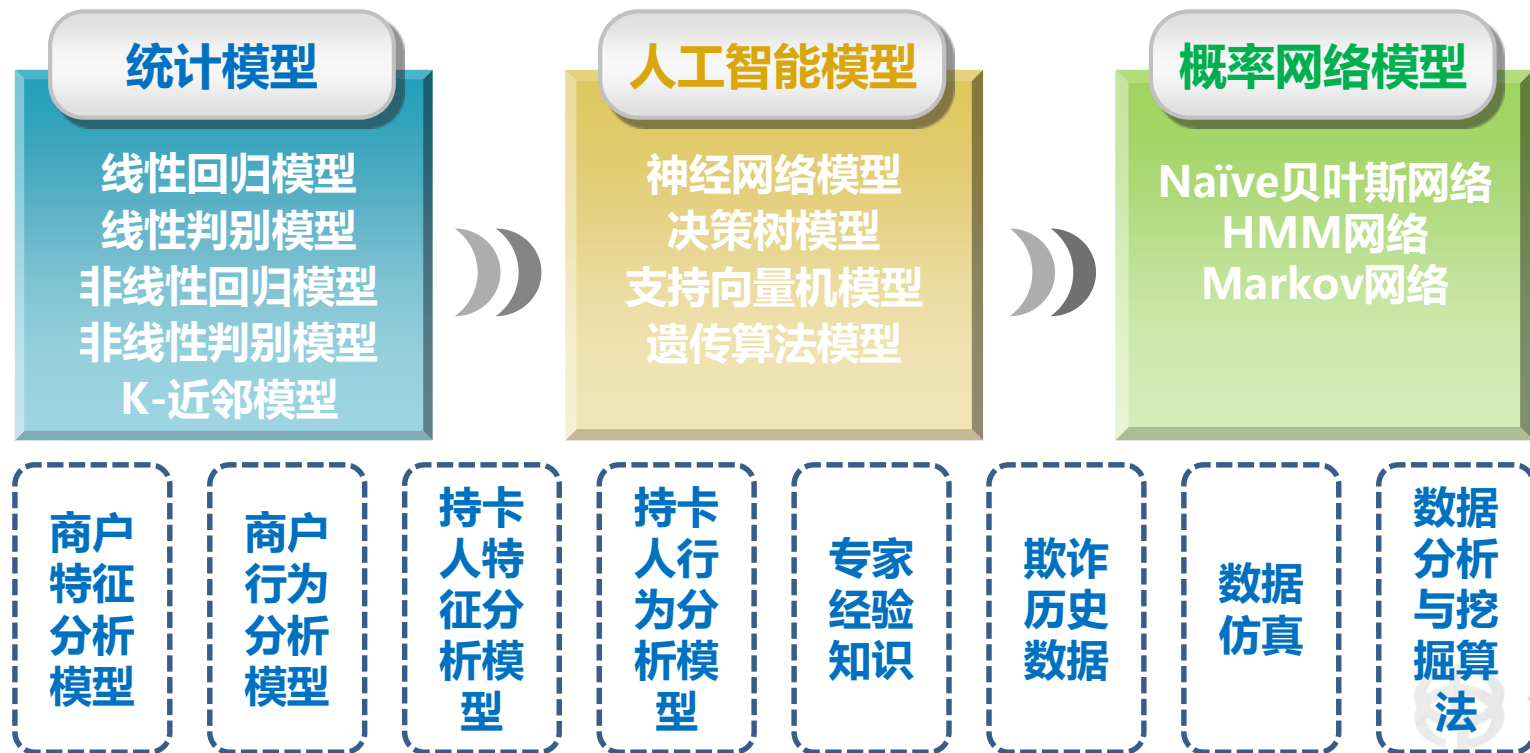 统计模型
线性回归模型
线性判别模型
非线性回归模型
非线性判别模型
K-近邻模型
人工智能模型
神经网络模型
决策树模型
支持向量机模型
遗传算法模型
概率网络模型
Naïve贝叶斯网络
HMM网络
Markov网络
商户
特征
分析
模型
商户
行为
分析
模型
持卡
人特
征分
析模
型
持卡
人行
为分
析模
型
专家
经验
知识
欺诈
历史
数据
数据
仿真
数据
分析
与挖
掘算
法